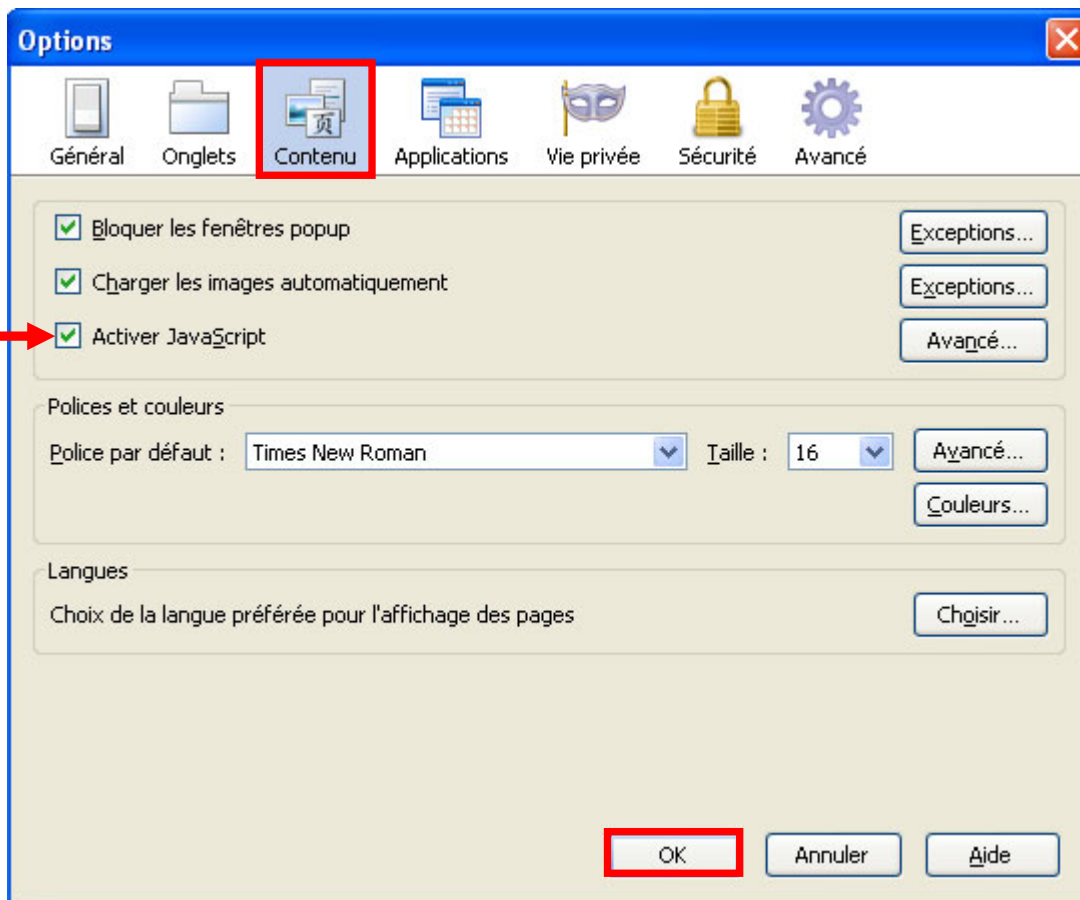 Options
Général Onglets Contenu Applications Vie privée Sécurité Avancé
页
Bloquer les fenêtres popup Exceptions...
Charger les images automatiquement Exceptions...
Activer JavaScript Avancé...
Polices et couleurs
Police par défaut : Times New Roman Taille : 16 Avancé...
Couleurs...
Langues
Choix de la langue préférée pour l'affichage des pages Choisir...
OK Annuler Aide